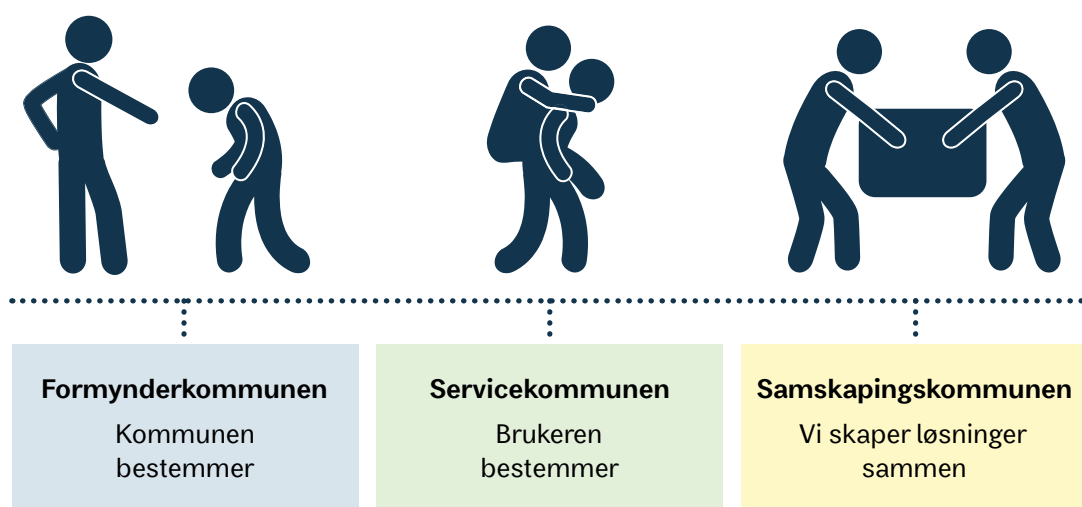 Formynderkommunen
Kommunen
bestemmer
Servicekommunen
Brukeren
bestemmer
Samskapingskommunen
Vi skaper løsninger
sammen